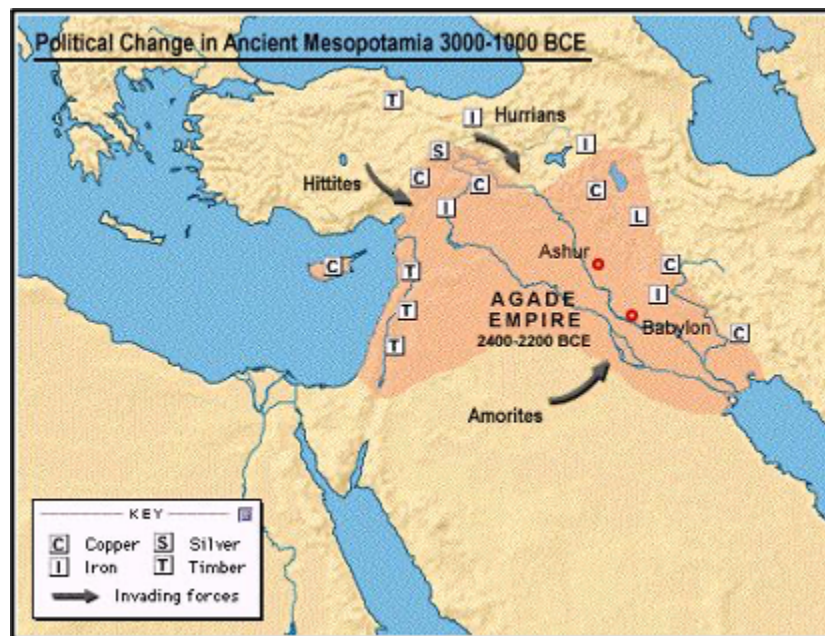 Political Change in Ancient Mesopotamia 3000-1000 BCE
T
I
Hurrians
S
I
Hittites
C
C
C
I
L
Ashur
C
C
T
I
AGADE
EMPIRE
2400-2200 BCE
T
Babylon
C
T
Amorites
KEY
C Copper S Silver
I Iron T Timber
Invading forces